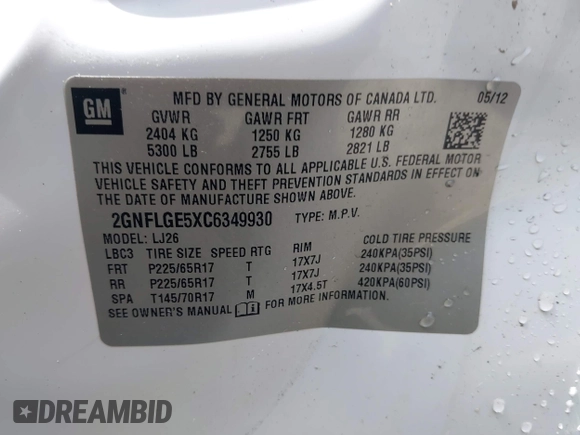 GM
MFD BY GENERAL MOTORS OF CANADA LTD. 05/12
GVWR GAWR FRT GAWR RR
2404 KG 1250 KG 1280 KG
5300 LB 2755 LB 2821 LB
THIS VEHICLE CONFORMS TO ALL APPLICABLE U.S. FEDERAL MOTOR
VEHICLE SAFETY AND THEFT PREVENTION STANDARDS IN EFFECT ON
THE DATE OF MANUFACTURE SHOWN ABOVE.
2GNFLGE5XC6349930 TYPE: M.P.V.
MODEL: LJ26
LBC3 TIRE SIZE SPEED RTG RIM COLD TIRE PRESSURE
FRT P225/65R17 T 17X7J 240KPA(35PSI)
RR P225/65R17 T 17X7J 240KPA(35PSI)
SPA T145/70R17 M 17X4.5T 420KPA(60PSI)
SEE OWNER'S MANUAL FOR MORE INFORMATION.
DREAMBID